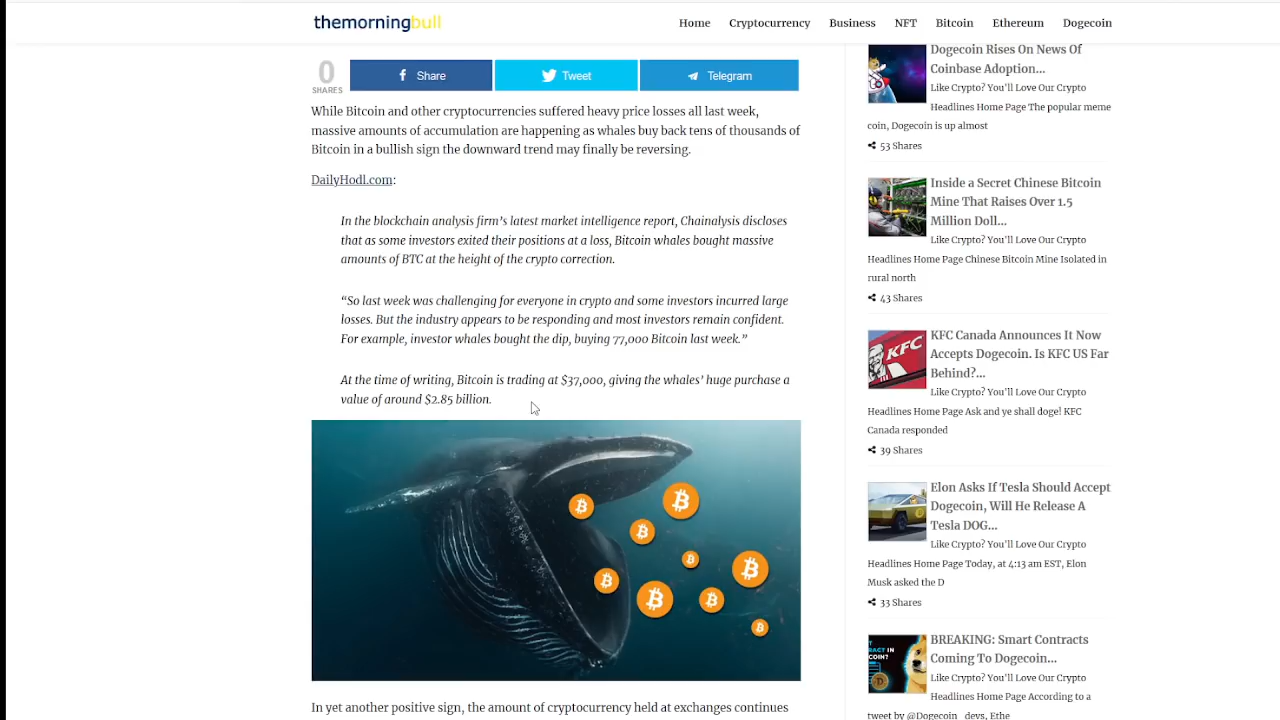 themorningbull
Home Cryptocurrency Business NFT Bitcoin Ethereum Dogecoin
0
SHARES
Share
Tweet
Telegram
While Bitcoin and other cryptocurrencies suffered heavy price losses all last week,
massive amounts of accumulation are happening as whales buy back tens of thousands of
Bitcoin in a bullish sign the downward trend may finally be reversing.
DailyHodl.com:
In the blockchain analysis firm's latest market intelligence report, Chainalysis discloses
that as some investors exited their positions at a loss, Bitcoin whales bought massive
amounts of BTC at the height of the crypto correction.
“So last week was challenging for everyone in crypto and some investors incurred large
losses. But the industry appears to be responding and most investors remain confident.
For example, investor whales bought the dip, buying 77,000 Bitcoin last week.”
At the time of writing, Bitcoin is trading at $37,000, giving the whales' huge purchase a
value of around $2.85 billion.
In yet another positive sign, the amount of cryptocurrency held at exchanges continues
Dogecoin Rises On News Of
Coinbase Adoption...
Like Crypto? You'll Love Our Crypto
Headlines Home Page The popular meme
coin, Dogecoin is up almost
53 Shares
Inside a Secret Chinese Bitcoin
Mine That Raises Over 1.5
Million Doll...
Like Crypto? You'll Love Our Crypto
Headlines Home Page Chinese Bitcoin Mine Isolated in
rural north
43 Shares
KFC
KFC Canada Announces It Now
Accepts Dogecoin. Is KFC US Far
Behind?...
Like Crypto? You'll Love Our Crypto
Headlines Home Page Ask and ye shall doge! KFC
Canada responded
39 Shares
Elon Asks If Tesla Should Accept
Dogecoin, Will He Release A
Tesla DOG...
Like Crypto? You'll Love Our Crypto
Headlines Home Page Today, at 4:13 am EST, Elon
Musk asked the D
33 Shares
BREAKING: Smart Contracts
Coming To Dogecoin...
Like Crypto? You'll Love Our Crypto
Headlines Home Page According to a
tweet by @Dogecoin_devs, Ethe